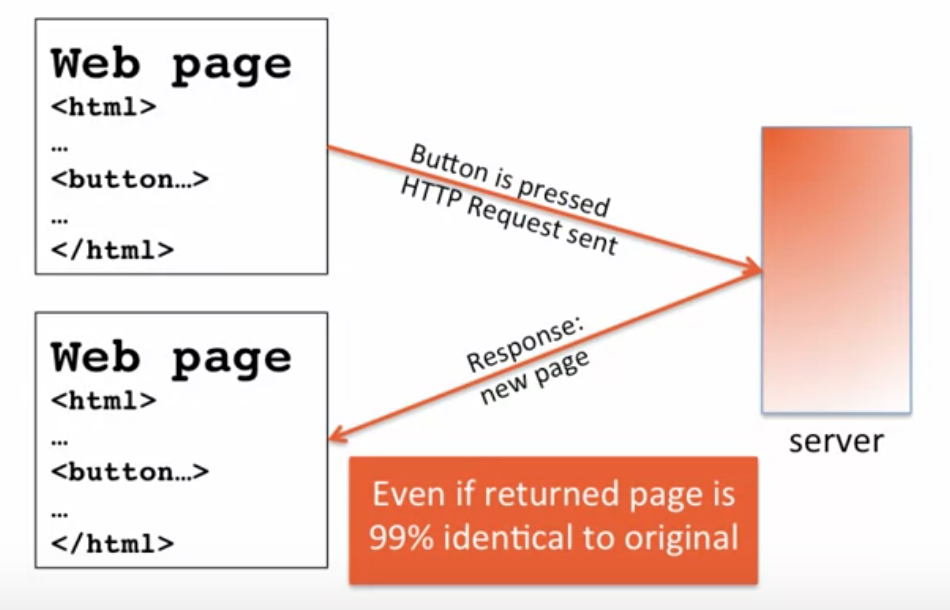 Web page
<html>
…
<button…>
…
</html>
Button is pressed
HTTP Request sent
server
Response:
new page
Web page
<html>
…
<button…>
…
</html>
Even if returned page is
99% identical to original